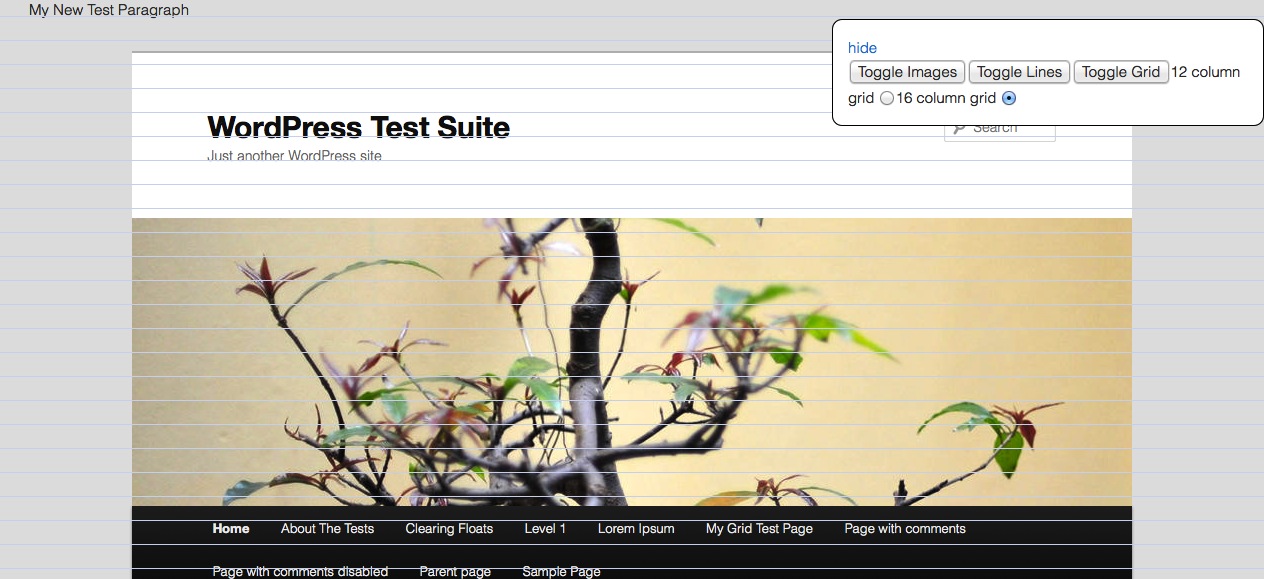 My New Test Paragraph
hide
Toggle Images Toggle Lines Toggle Grid 12 column
grid 16 column grid
WordPress Test Suite
Search
Just another WordPress site
Home About The Tests Clearing Floats Level 1 Lorem Ipsum My Grid Test Page Page with comments
Page with comments disabled Parent page Sample Page